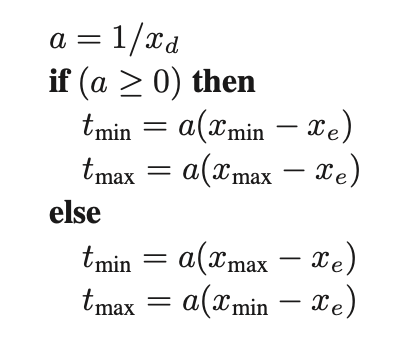 a = 1/x_d
if (a ≥ 0) then
t_min = a(x_min − x_e)
t_max = a(x_max − x_e)
else
t_min = a(x_max − x_e)
t_max = a(x_min − x_e)